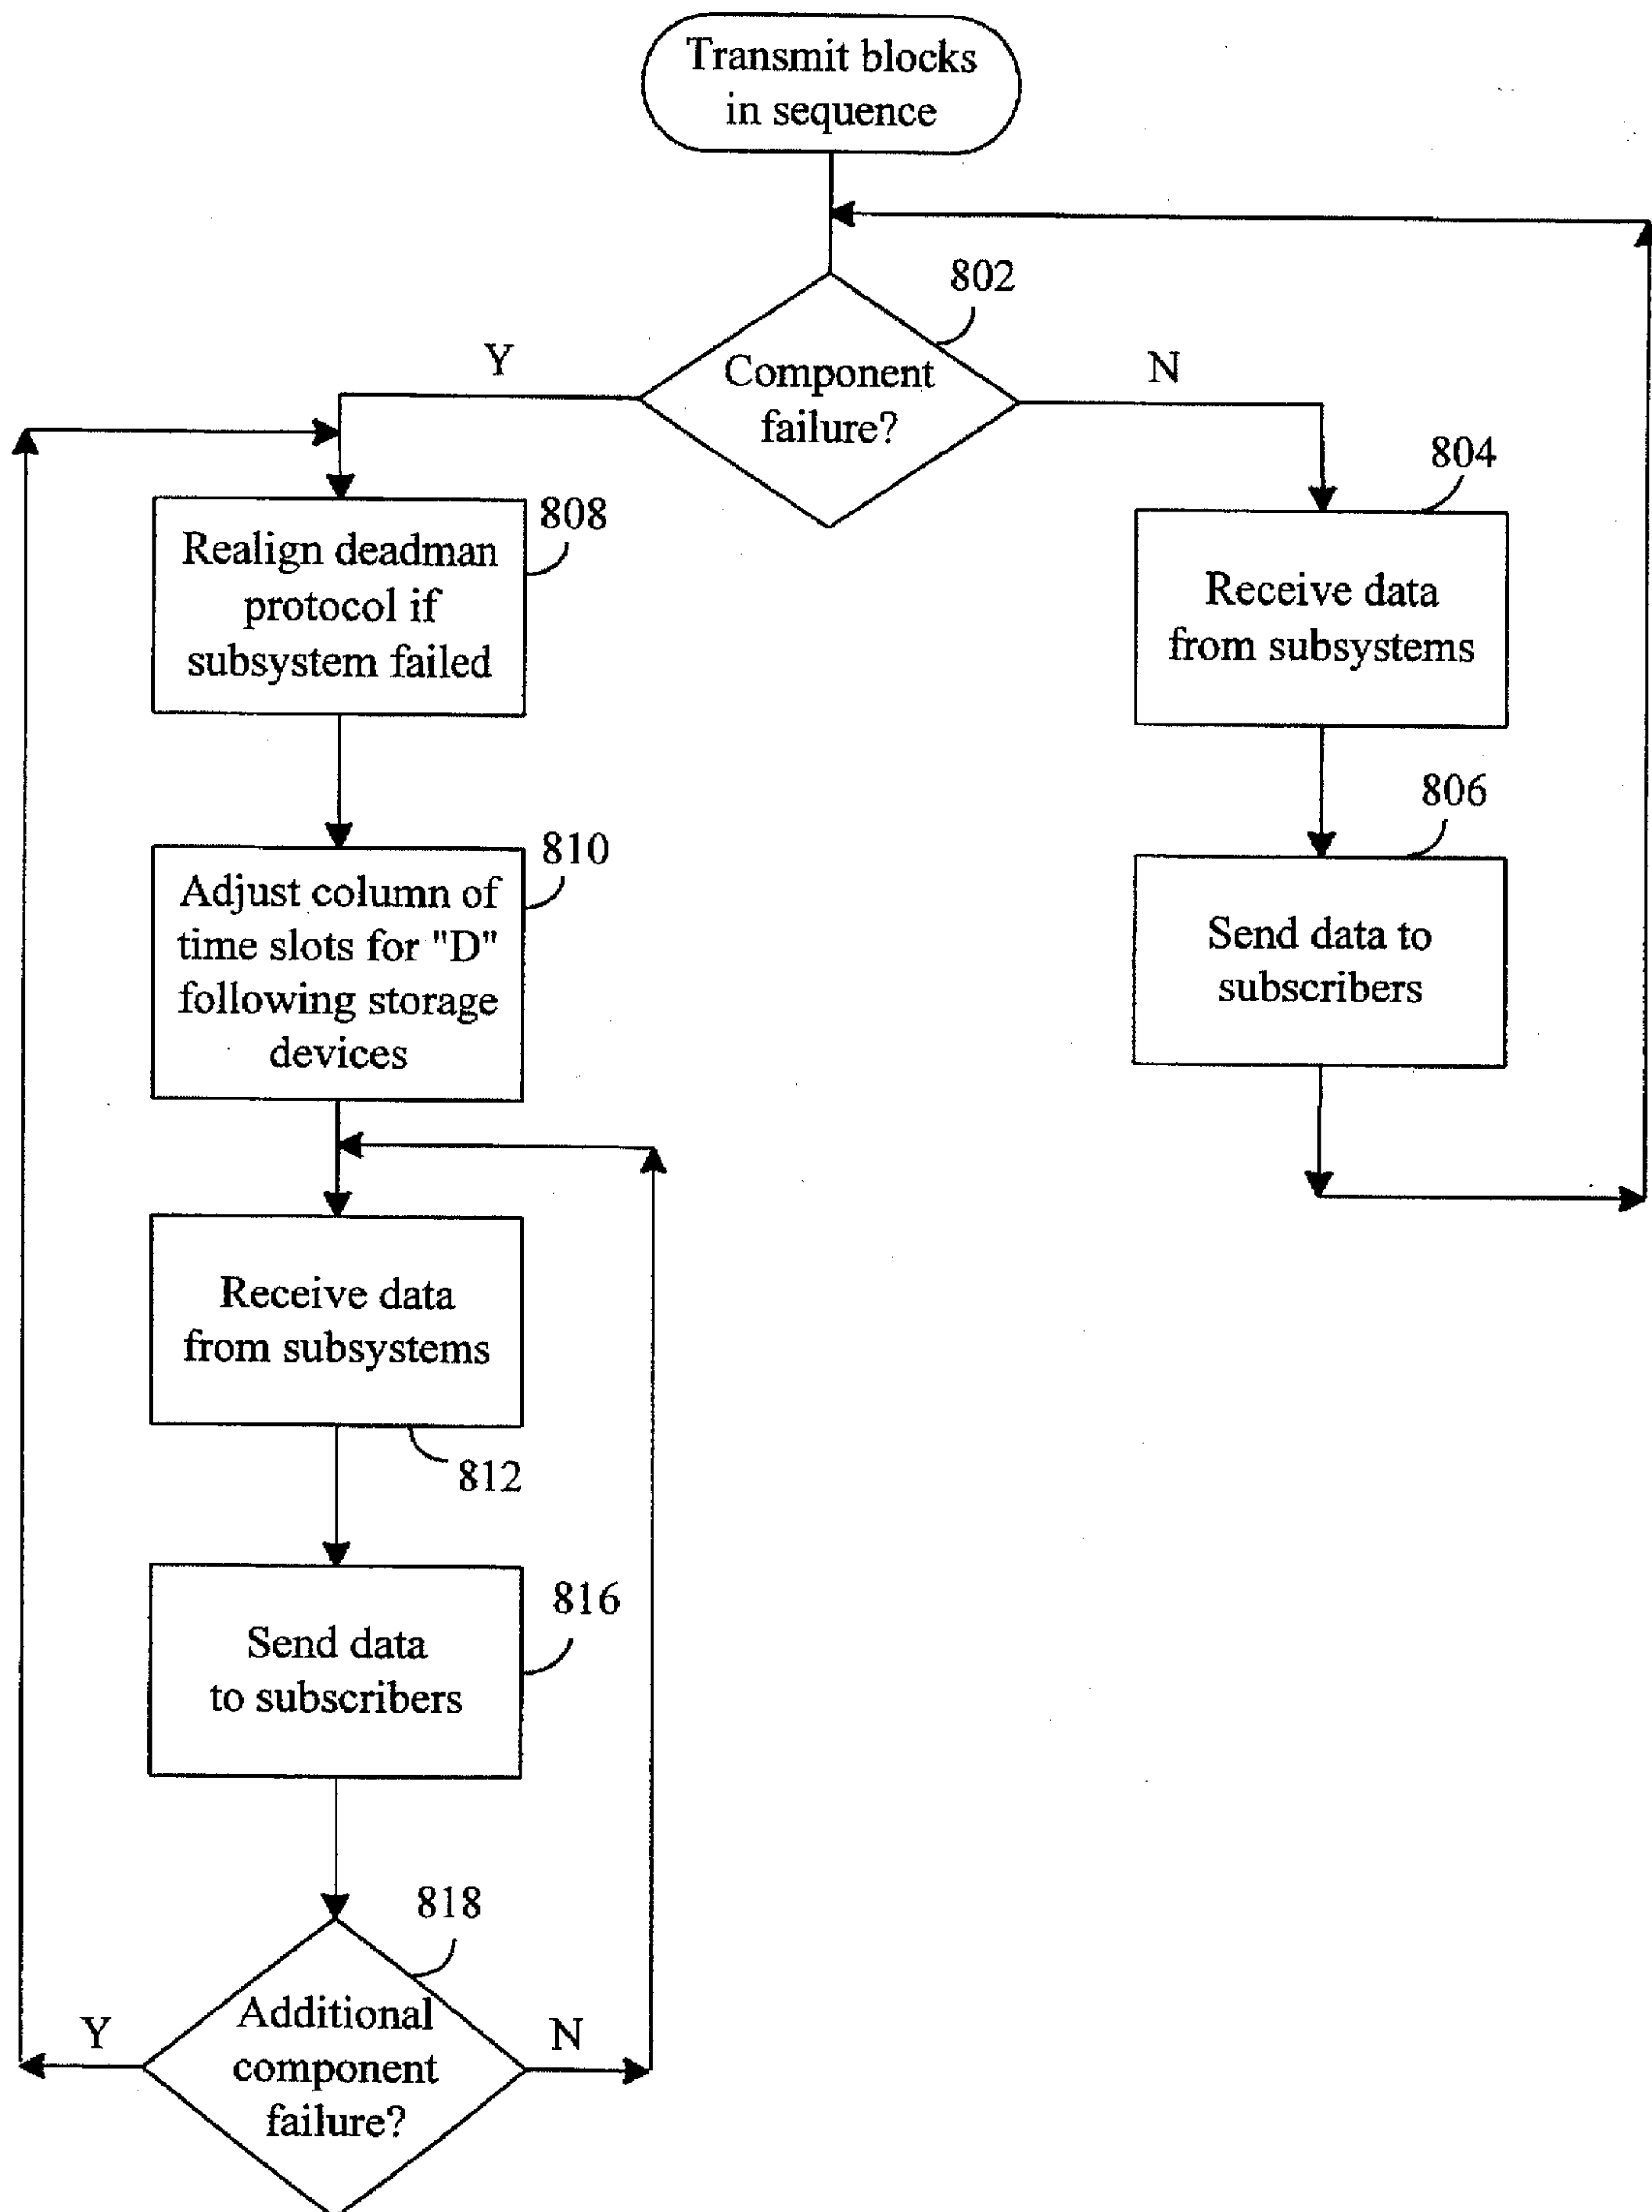 Transmit blocks
in sequence
802
Component
failure?
Y
N
804
Receive data
from subsystems
806
Send data to
subscribers
808
Realign deadman
protocol if
subsystem failed
810
Adjust column of
time slots for "D"
following storage
devices
Receive data
from subsystems
812
Send data
to subscribers
816
818
Additional
component
failure?
Y
N